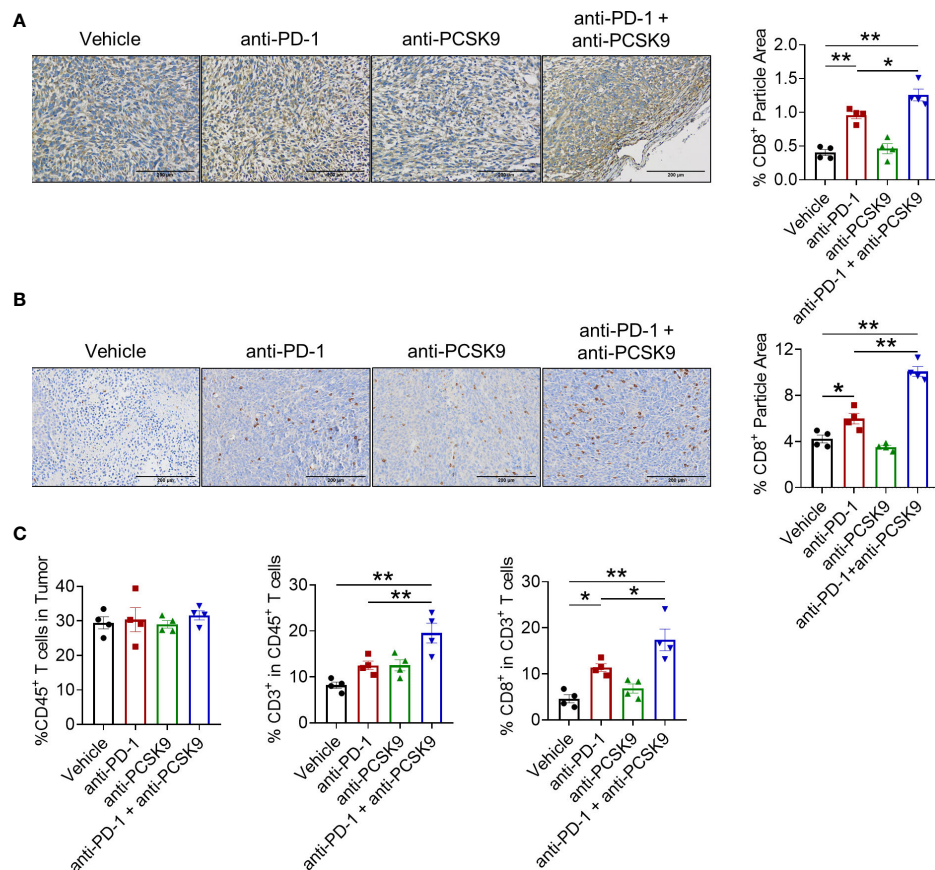 A
Vehicle
anti-PD-1
anti-PCSK9
anti-PD-1 +
anti-PCSK9
200 μm
200 μm
200 μm
200 μm
% CD8⁺ Particle Area
2.0
1.5
1.0
0.5
0.0
**
**
*
Vehicle
anti-PD-1
anti-PCSK9
anti-PD-1 + anti-PCSK9
B
Vehicle
anti-PD-1
anti-PCSK9
anti-PD-1 +
anti-PCSK9
200 μm
200 μm
200 μm
200 μm
% CD8⁺ Particle Area
12
8
4
0
**
**
*
Vehicle
anti-PD-1
anti-PCSK9
anti-PD-1+anti-PCSK9
C
%CD45⁺ T cells in Tumor
40
30
20
10
0
Vehicle
anti-PD-1
anti-PCSK9
anti-PD-1 + anti-PCSK9
% CD3⁺ in CD45⁺ T cells
30
20
10
0
**
**
Vehicle
anti-PD-1
anti-PCSK9
anti-PD-1 + anti-PCSK9
% CD8⁺ in CD3⁺ T cells
30
20
10
0
**
*
*
Vehicle
anti-PD-1
anti-PCSK9
anti-PD-1 + anti-PCSK9